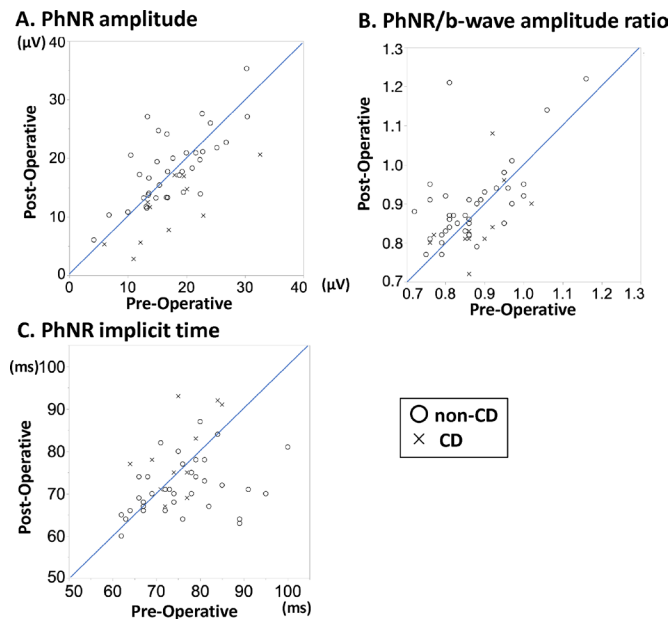 A. PhNR amplitude
(μV)
40
30
20
10
0
Post-Operative
0 10 20 30 40
Pre-Operative (μV)
B. PhNR/b-wave amplitude ratio
1.3
1.2
1.1
1.0
0.9
0.8
0.7
Post-Operative
0.7 0.8 0.9 1.0 1.2 1.3
Pre-Operative
C. PhNR implicit time
(ms)100
90
80
70
60
50
Post-Operative
50 60 70 80 90 100
Pre-Operative (ms)
non-CD
CD